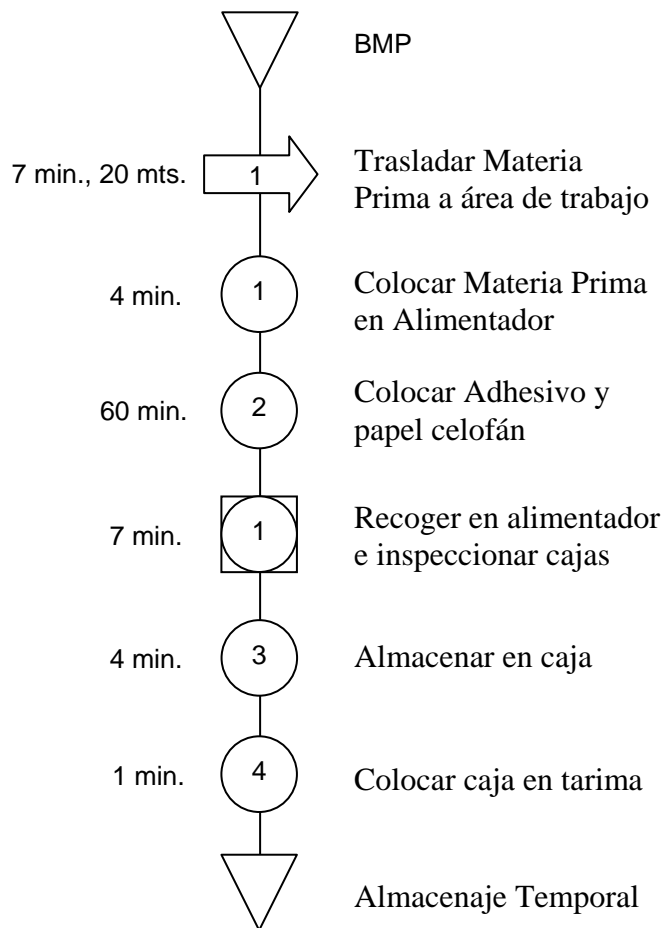 BMP
7 min., 20 mts.
1
Trasladar Materia
Prima a área de trabajo
4 min.
1
Colocar Materia Prima
en Alimentador
60 min.
2
Colocar Adhesivo y
papel celofán
7 min.
1
Recoger en alimentador
e inspeccionar cajas
4 min.
3
Almacenar en caja
1 min.
4
Colocar caja en tarima
Almacenaje Temporal